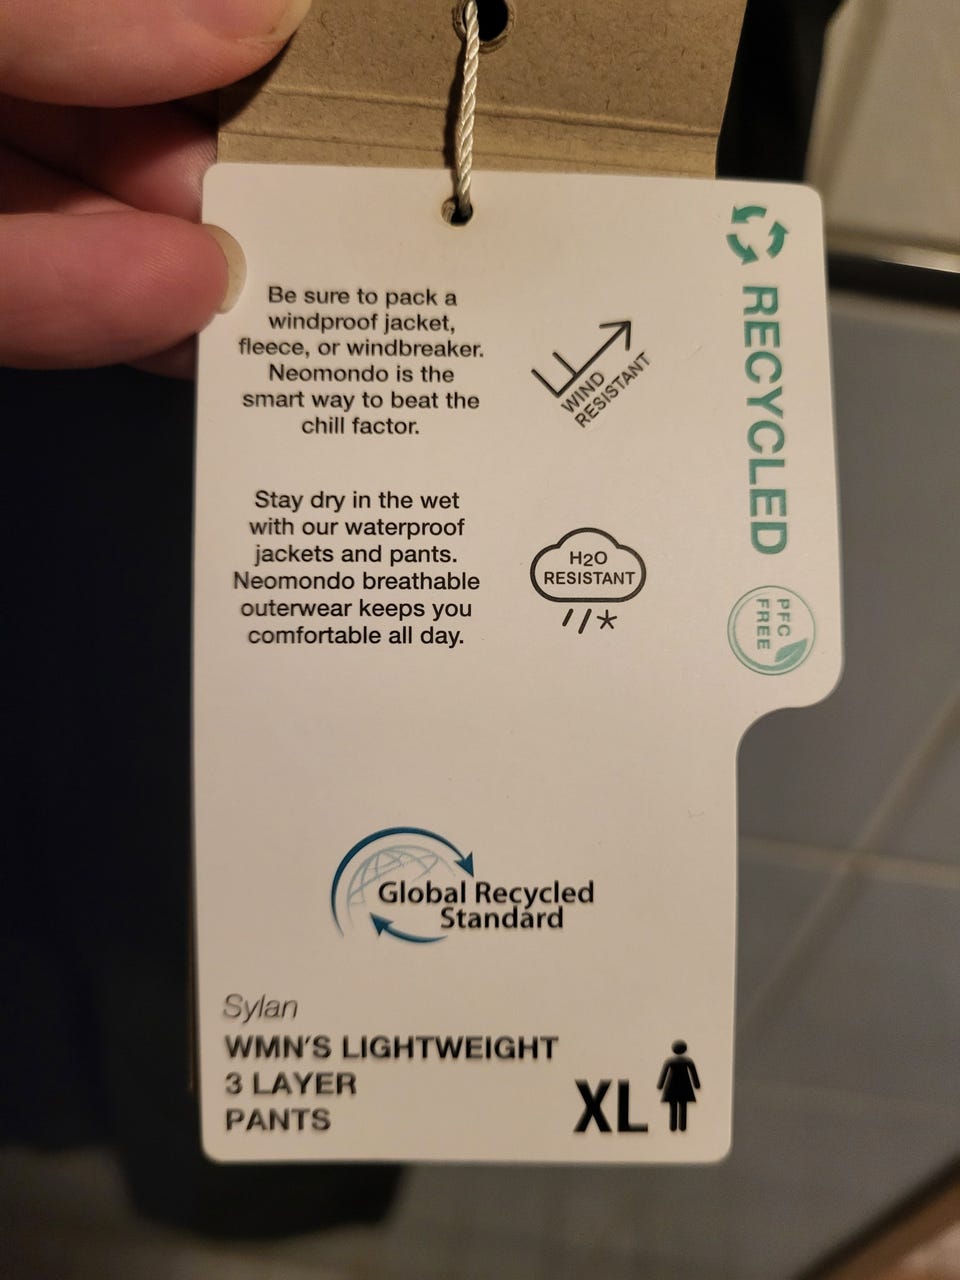 Be sure to pack a
windproof jacket,
fleece, or windbreaker.
Neomondo is the
smart way to beat the
chill factor.
WIND
RESISTANT
Stay dry in the wet
with our waterproof
jackets and pants.
Neomondo breathable
outerwear keeps you
comfortable all day.
H2O
RESISTANT
RECYCLED
PFC
FREE
Global Recycled
Standard
Sylan
WMN'S LIGHTWEIGHT
3 LAYER
PANTS
XL